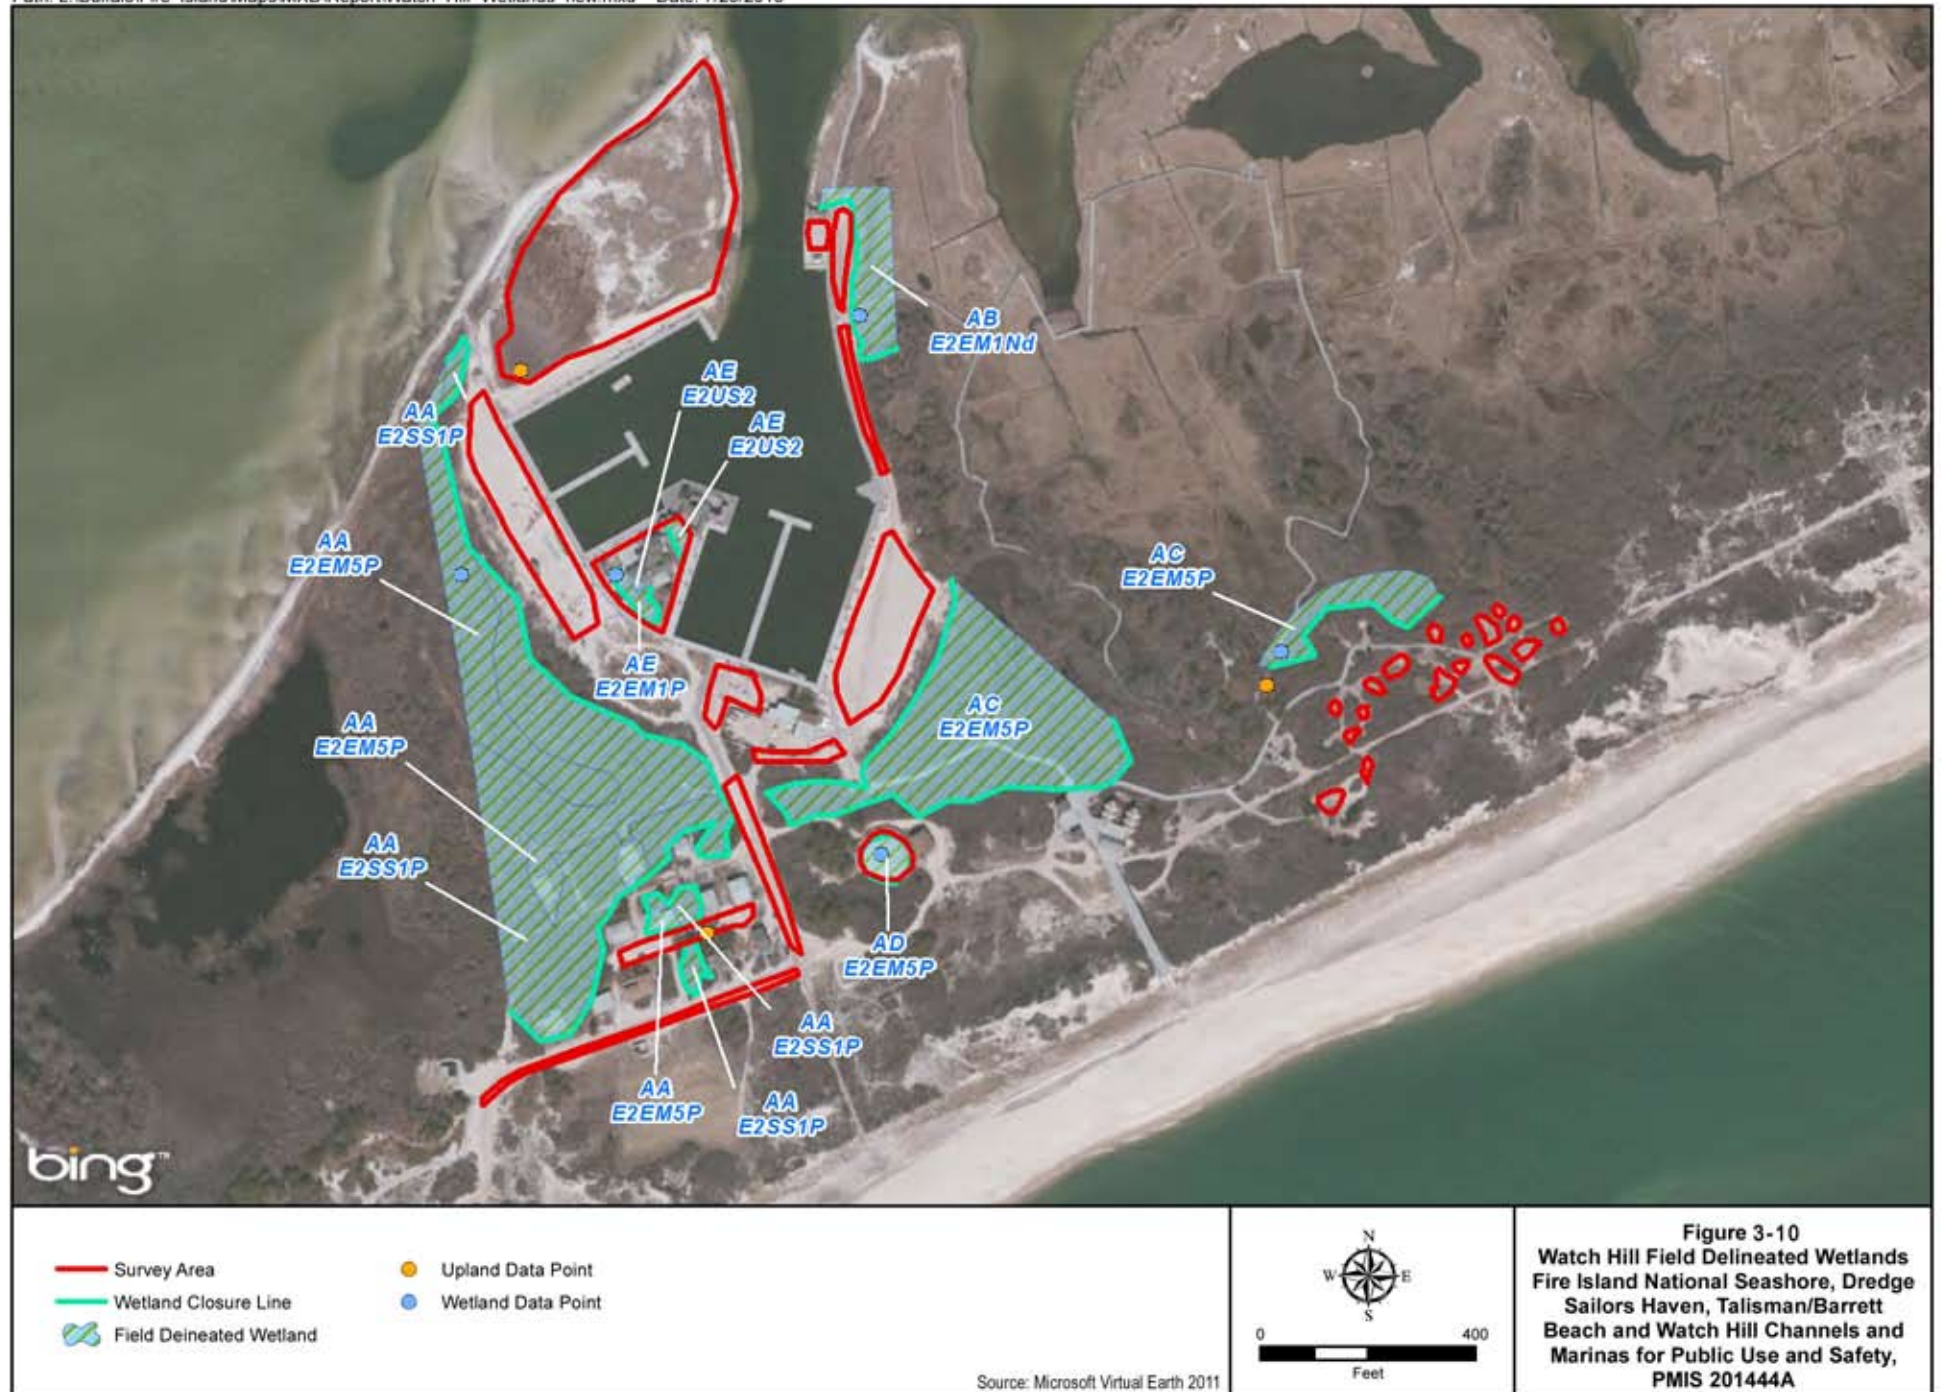 AB
E2EM1Nd
AE
E2US2
AE
E2US2
AA
E2SS1P
AA
E2EM5P
AC
E2EM5P
AE
E2EM1P
AC
E2EM5P
AA
E2EM5P
AA
E2SS1P
AD
E2EM5P
AA
E2SS1P
AA
E2EM5P
AA
E2SS1P
bing™
Survey Area
Wetland Closure Line
Field Deineated Wetland
Upland Data Point
Wetland Data Point
Source: Microsoft Virtual Earth 2011
N
W E
S
0 400
Feet
Figure 3-10
Watch Hill Field Delineated Wetlands
Fire Island National Seashore, Dredge
Sailors Haven, Talisman/Barrett
Beach and Watch Hill Channels and
Marinas for Public Use and Safety,
PMIS 201444A